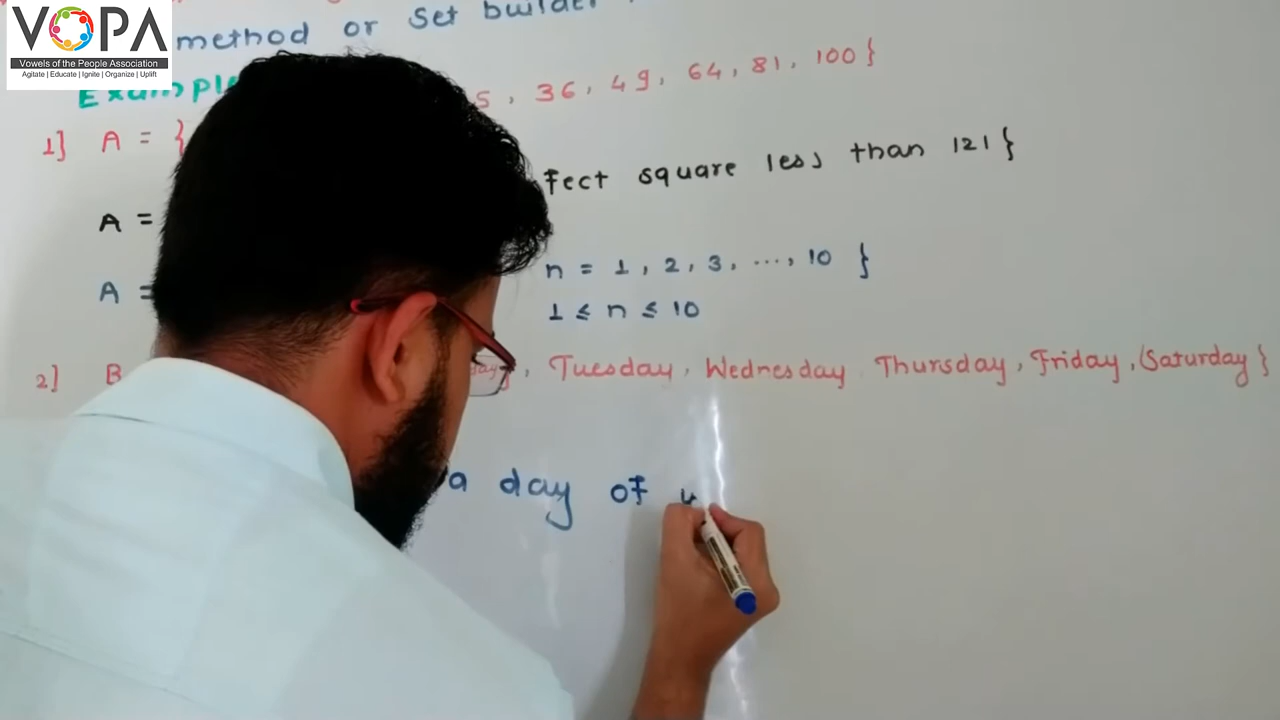 VOPA
Vowels of the People Association
Agitate | Educate | Ignite | Organize | Uplift
method or Set builder
Example
1] A = { 36, 49, 64, 81, 100 }
A = fect square less than 121 }
A = n = 1, 2, 3, ..., 10 }
1 ≤ n ≤ 10
2] B day, Tuesday, Wednesday Thursday, Friday, Saturday }
a day of